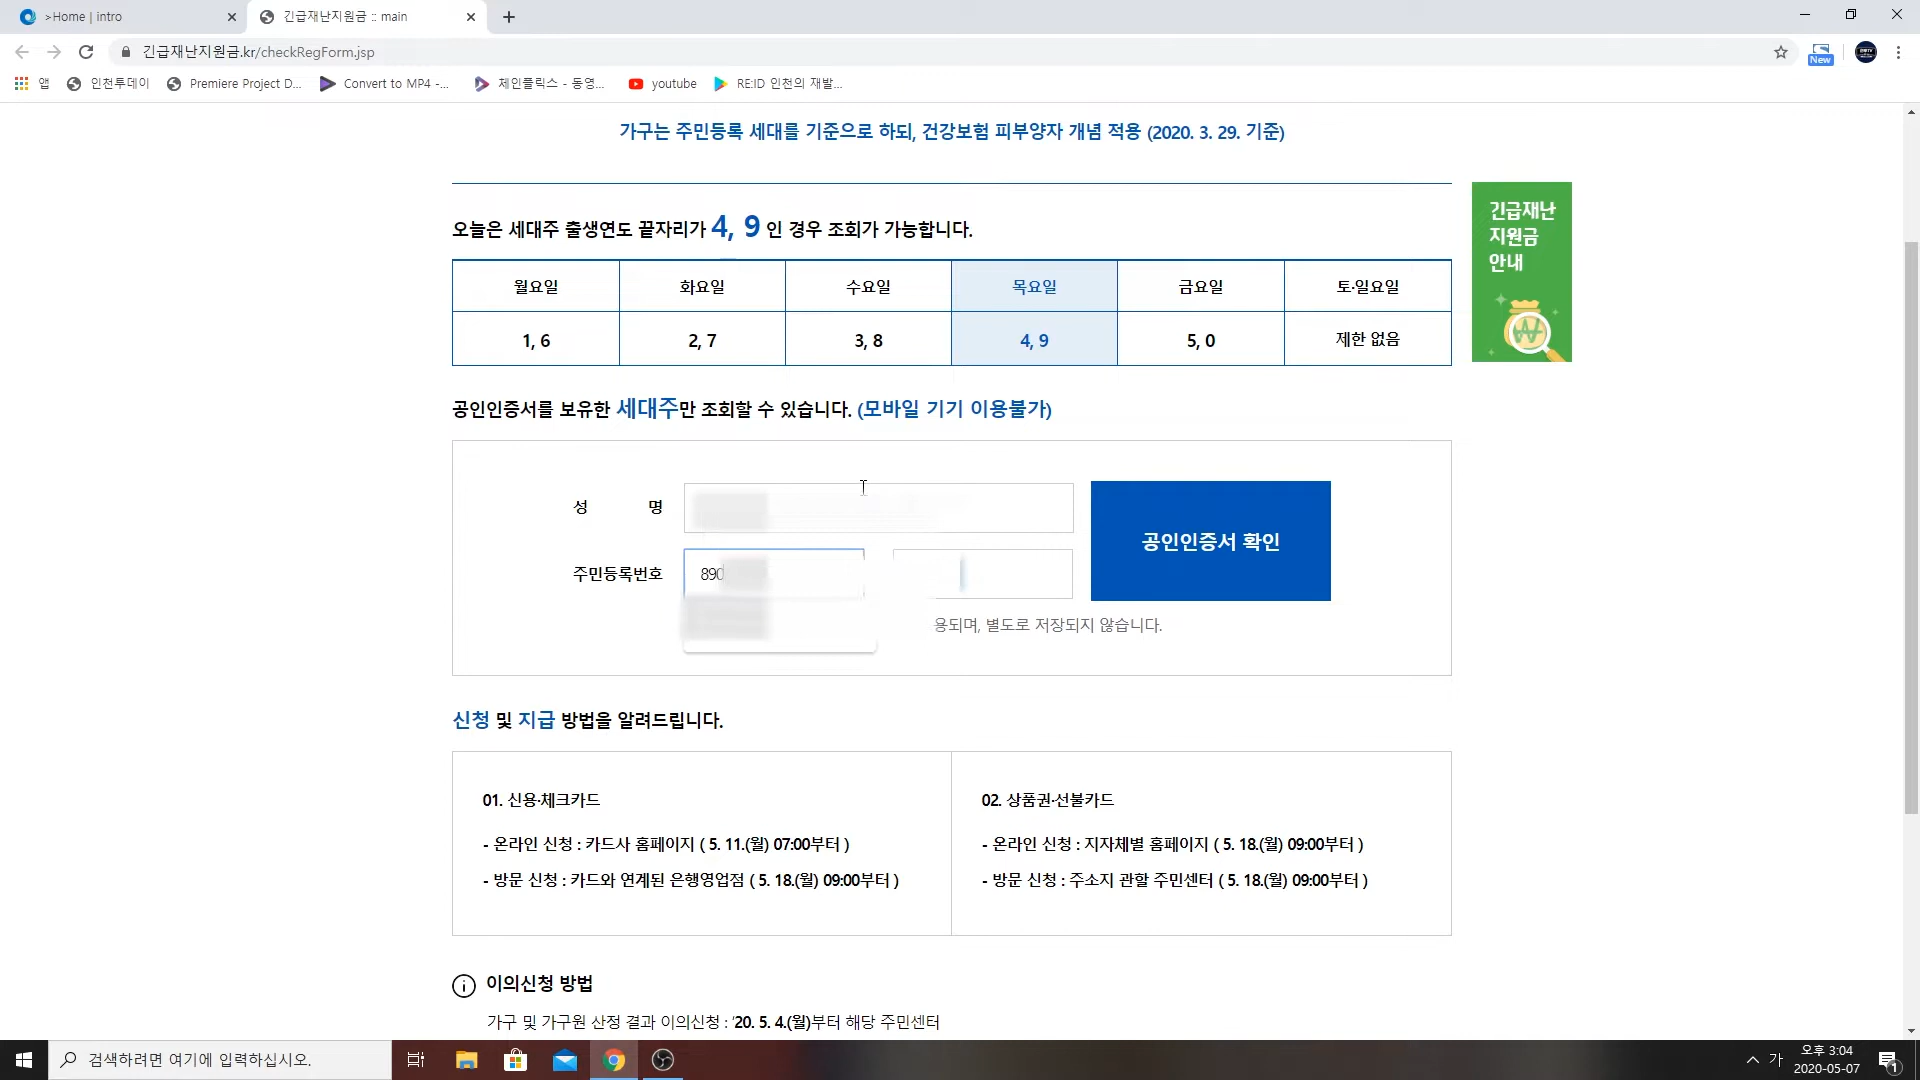 >Home | intro
긴급재난지원금 :: main
긴급재난지원금.kr/checkRegForm.jsp
New
앱
인천투데이
Premiere Project D...
Convert to MP4 -...
체인플릭스 - 동영...
youtube
RE:ID 인천의 재발...
가구는 주민등록 세대를 기준으로 하되, 건강보험 피부양자 개념 적용 (2020. 3. 29. 기준)
오늘은 세대주 출생연도 끝자리가 4, 9 인 경우 조회가 가능합니다.
월요일 화요일 수요일 목요일 금요일 토·일요일
1, 6 2, 7 3, 8 4, 9 5, 0 제한 없음
긴급재난
지원금
안내
공인인증서를 보유한 세대주만 조회할 수 있습니다. (모바일 기기 이용불가)
성 명
주민등록번호
890
공인인증서 확인
용되며, 별도로 저장되지 않습니다.
신청 및 지급 방법을 알려드립니다.
01. 신용·체크카드
- 온라인 신청 : 카드사 홈페이지 ( 5. 11.(월) 07:00부터 )
- 방문 신청 : 카드와 연계된 은행영업점 ( 5. 18.(월) 09:00부터 )
02. 상품권·선불카드
- 온라인 신청 : 지자체별 홈페이지 ( 5. 18.(월) 09:00부터 )
- 방문 신청 : 주소지 관할 주민센터 ( 5. 18.(월) 09:00부터 )
이의신청 방법
가구 및 가구원 산정 결과 이의신청 : '20. 5. 4.(월)부터 해당 주민센터
검색하려면 여기에 입력하십시오.
가
오후 3:04
2020-05-07
1